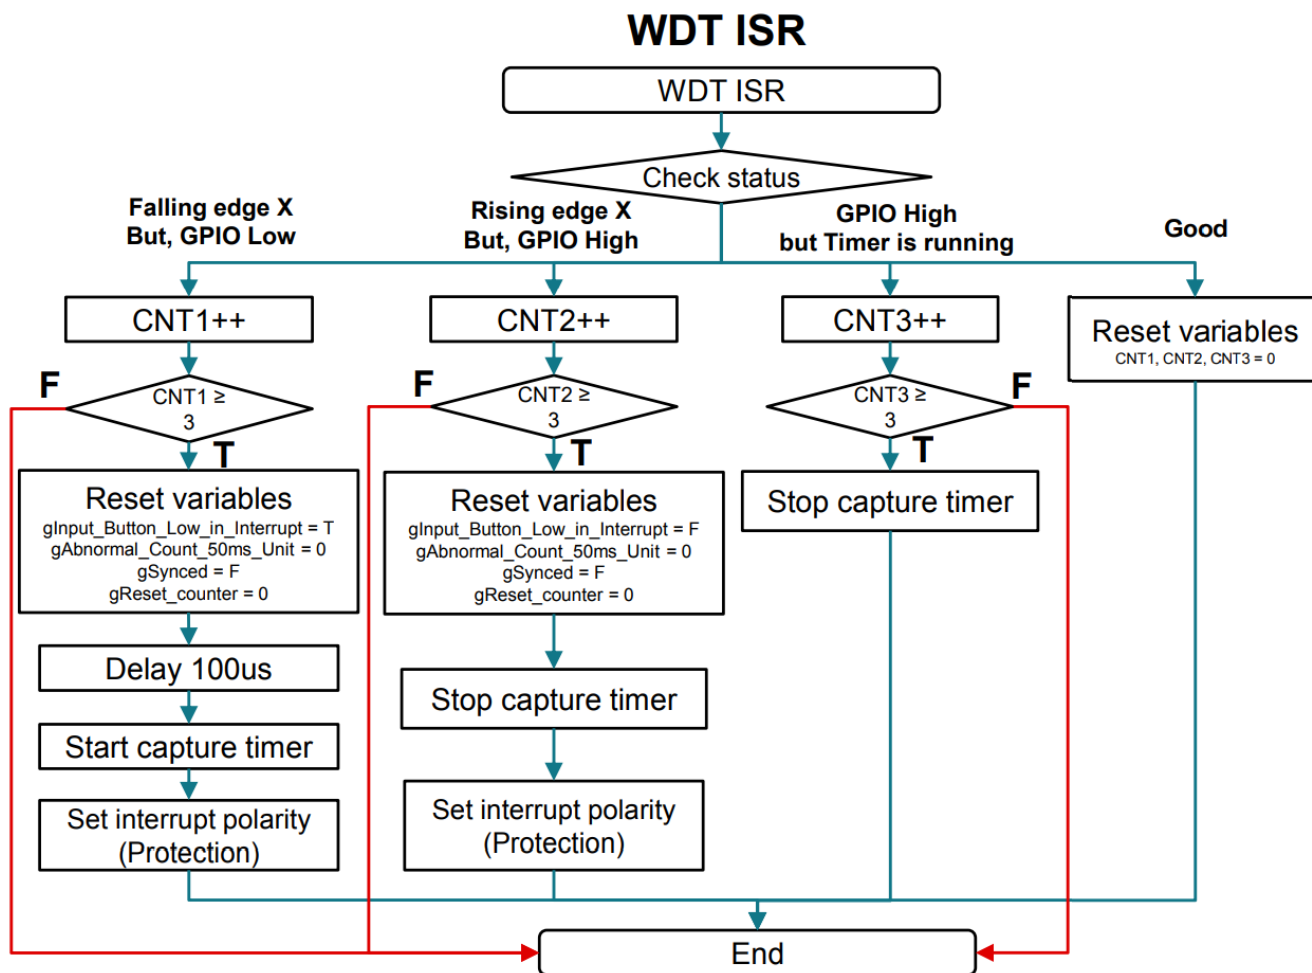 WDT ISR
WDT ISR
Check status
Falling edge X
But, GPIO Low
Rising edge X
But, GPIO High
GPIO High
but Timer is running
Good
CNT1++
CNT2++
CNT3++
Reset variables
CNT1, CNT2, CNT3 = 0
F
CNT1 ≥
3
T
F
CNT2 ≥
3
T
CNT3 ≥
3
F
T
Reset variables
gInput_Button_Low_in_Interrupt = T
gAbnormal_Count_50ms_Unit = 0
gSynced = F
gReset_counter = 0
Reset variables
gInput_Button_Low_in_Interrupt = F
gAbnormal_Count_50ms_Unit = 0
gSynced = F
gReset_counter = 0
Stop capture timer
Delay 100us
Start capture timer
Set interrupt polarity
(Protection)
Stop capture timer
Set interrupt polarity
(Protection)
End